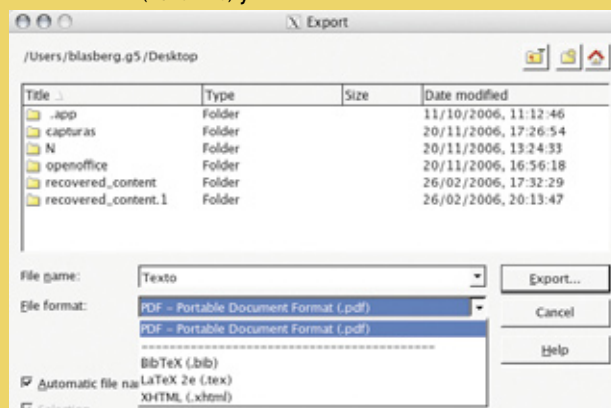 Export
/Users/blasberg.g5/Desktop
Title Type Size Date modified
.app Folder 11/10/2006, 11:12:46
capturas Folder 20/11/2006, 17:26:54
N Folder 20/11/2006, 13:24:33
openoffice Folder 20/11/2006, 16:56:18
recovered_content Folder 26/02/2006, 17:32:29
recovered_content.1 Folder 26/02/2006, 20:13:47
File name: Texto Export...
File format: PDF – Portable Document Format (.pdf) Cancel
PDF – Portable Document Format (.pdf)
Help
BibTeX (.bib)
Automatic file LaTeX 2e (.tex)
XHTML (.xhtml)